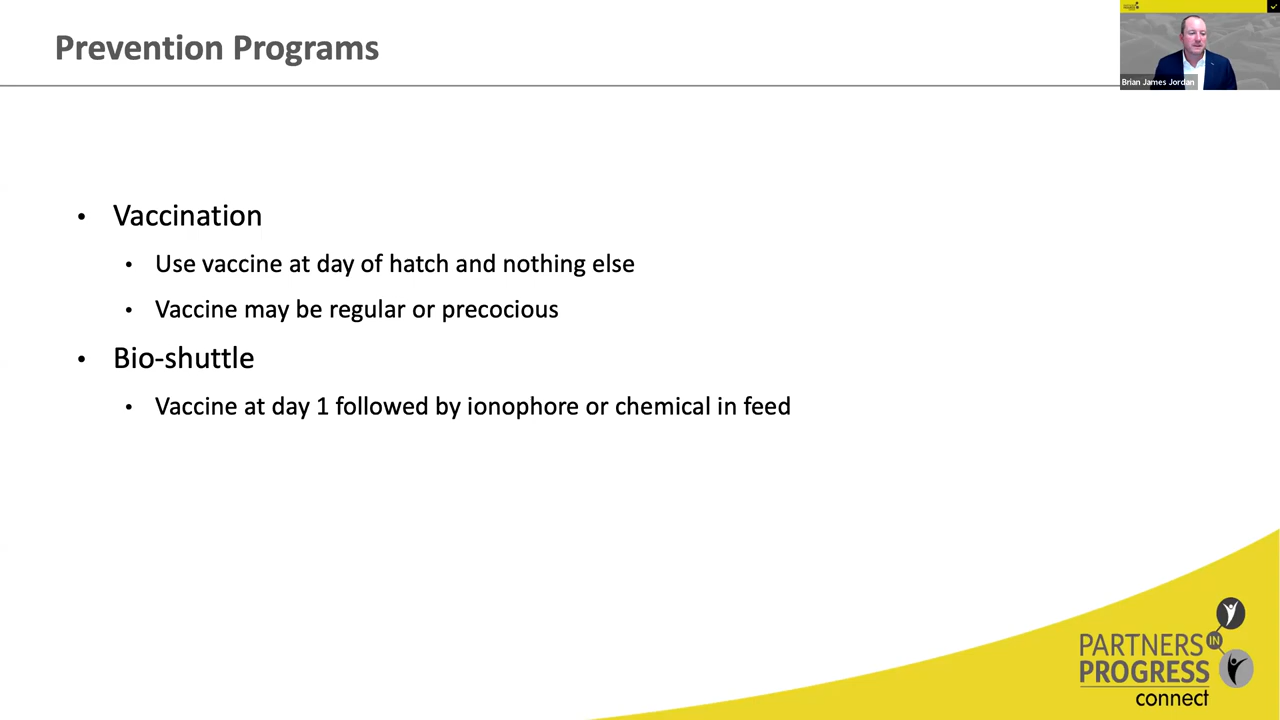 Prevention Programs
Brian James Jordan
• Vaccination
• Use vaccine at day of hatch and nothing else
• Vaccine may be regular or precocious
• Bio-shuttle
• Vaccine at day 1 followed by ionophore or chemical in feed
PARTNERS IN
PROGRESS
connect